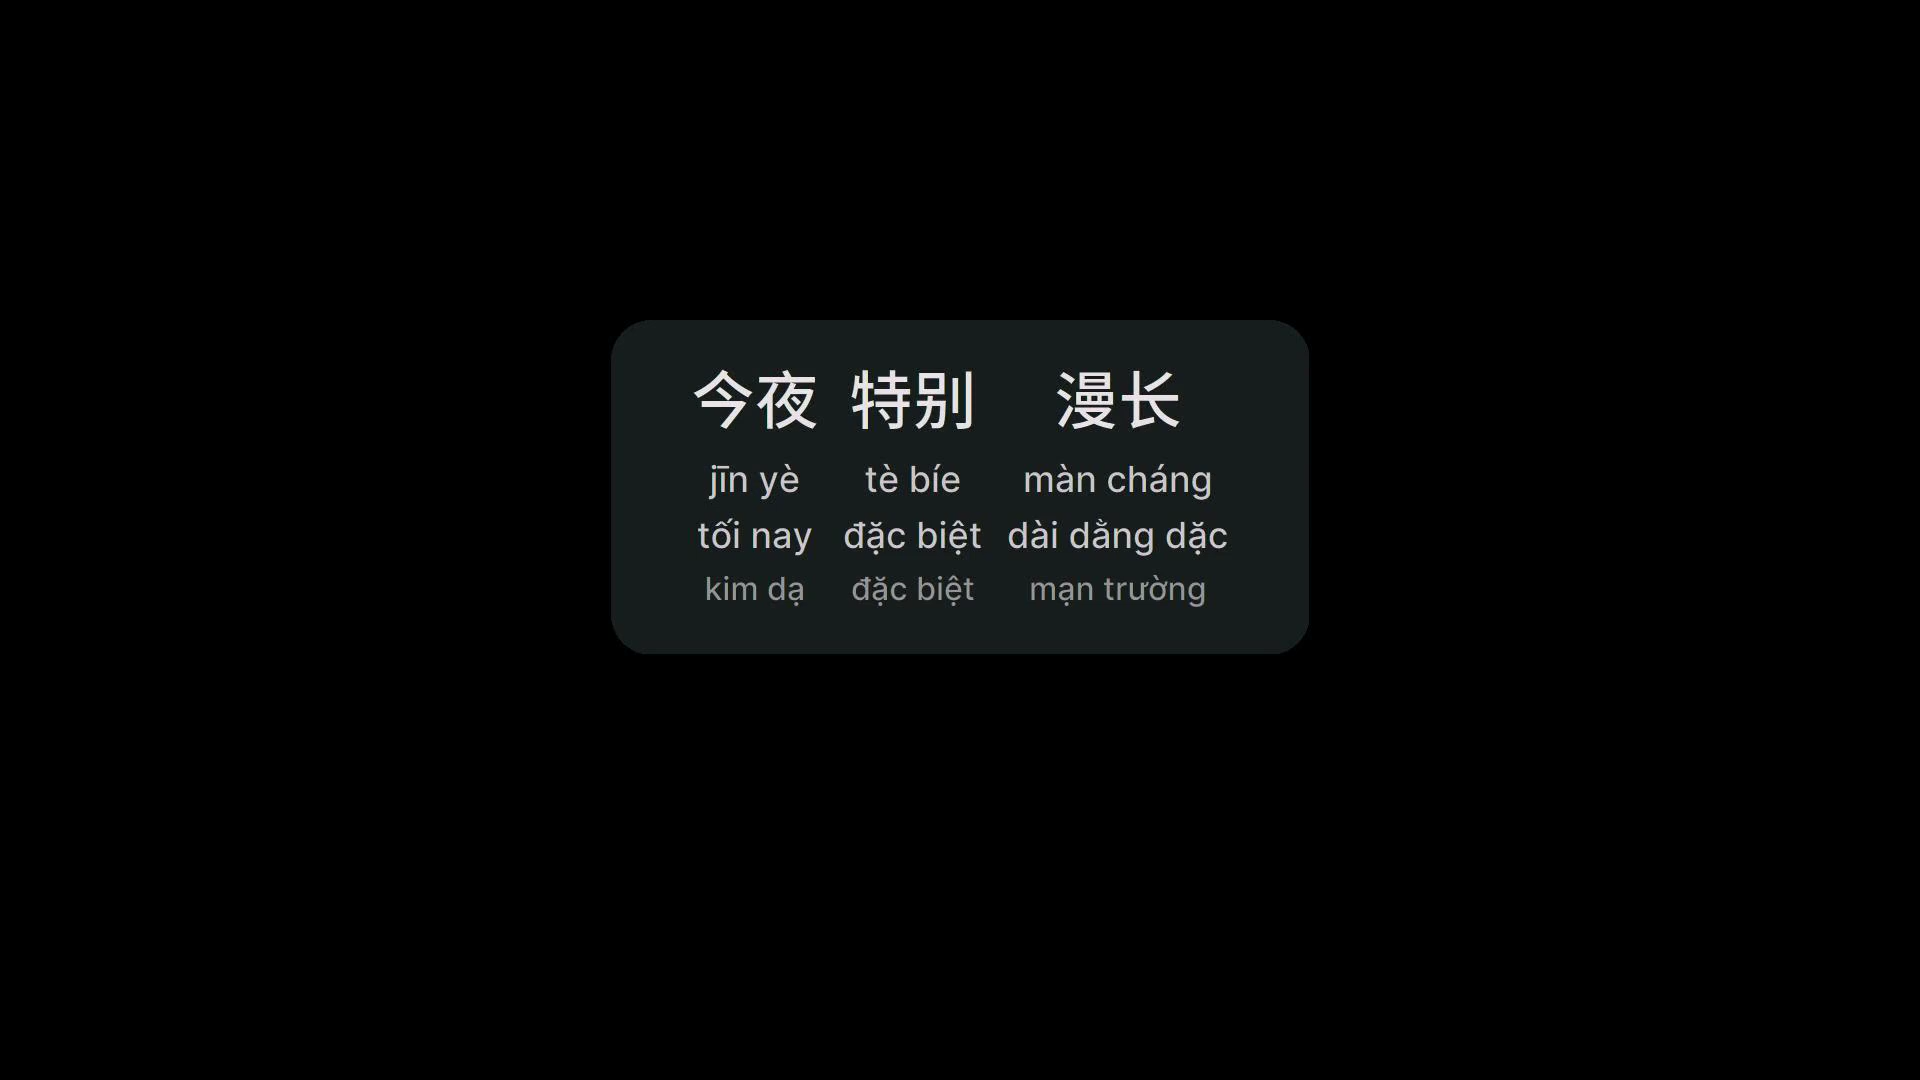 今夜 特别 漫长
jīn yè tè bíe màn cháng
tối nay đặc biệt dài dằng dặc
kim dạ đặc biệt mạn trường